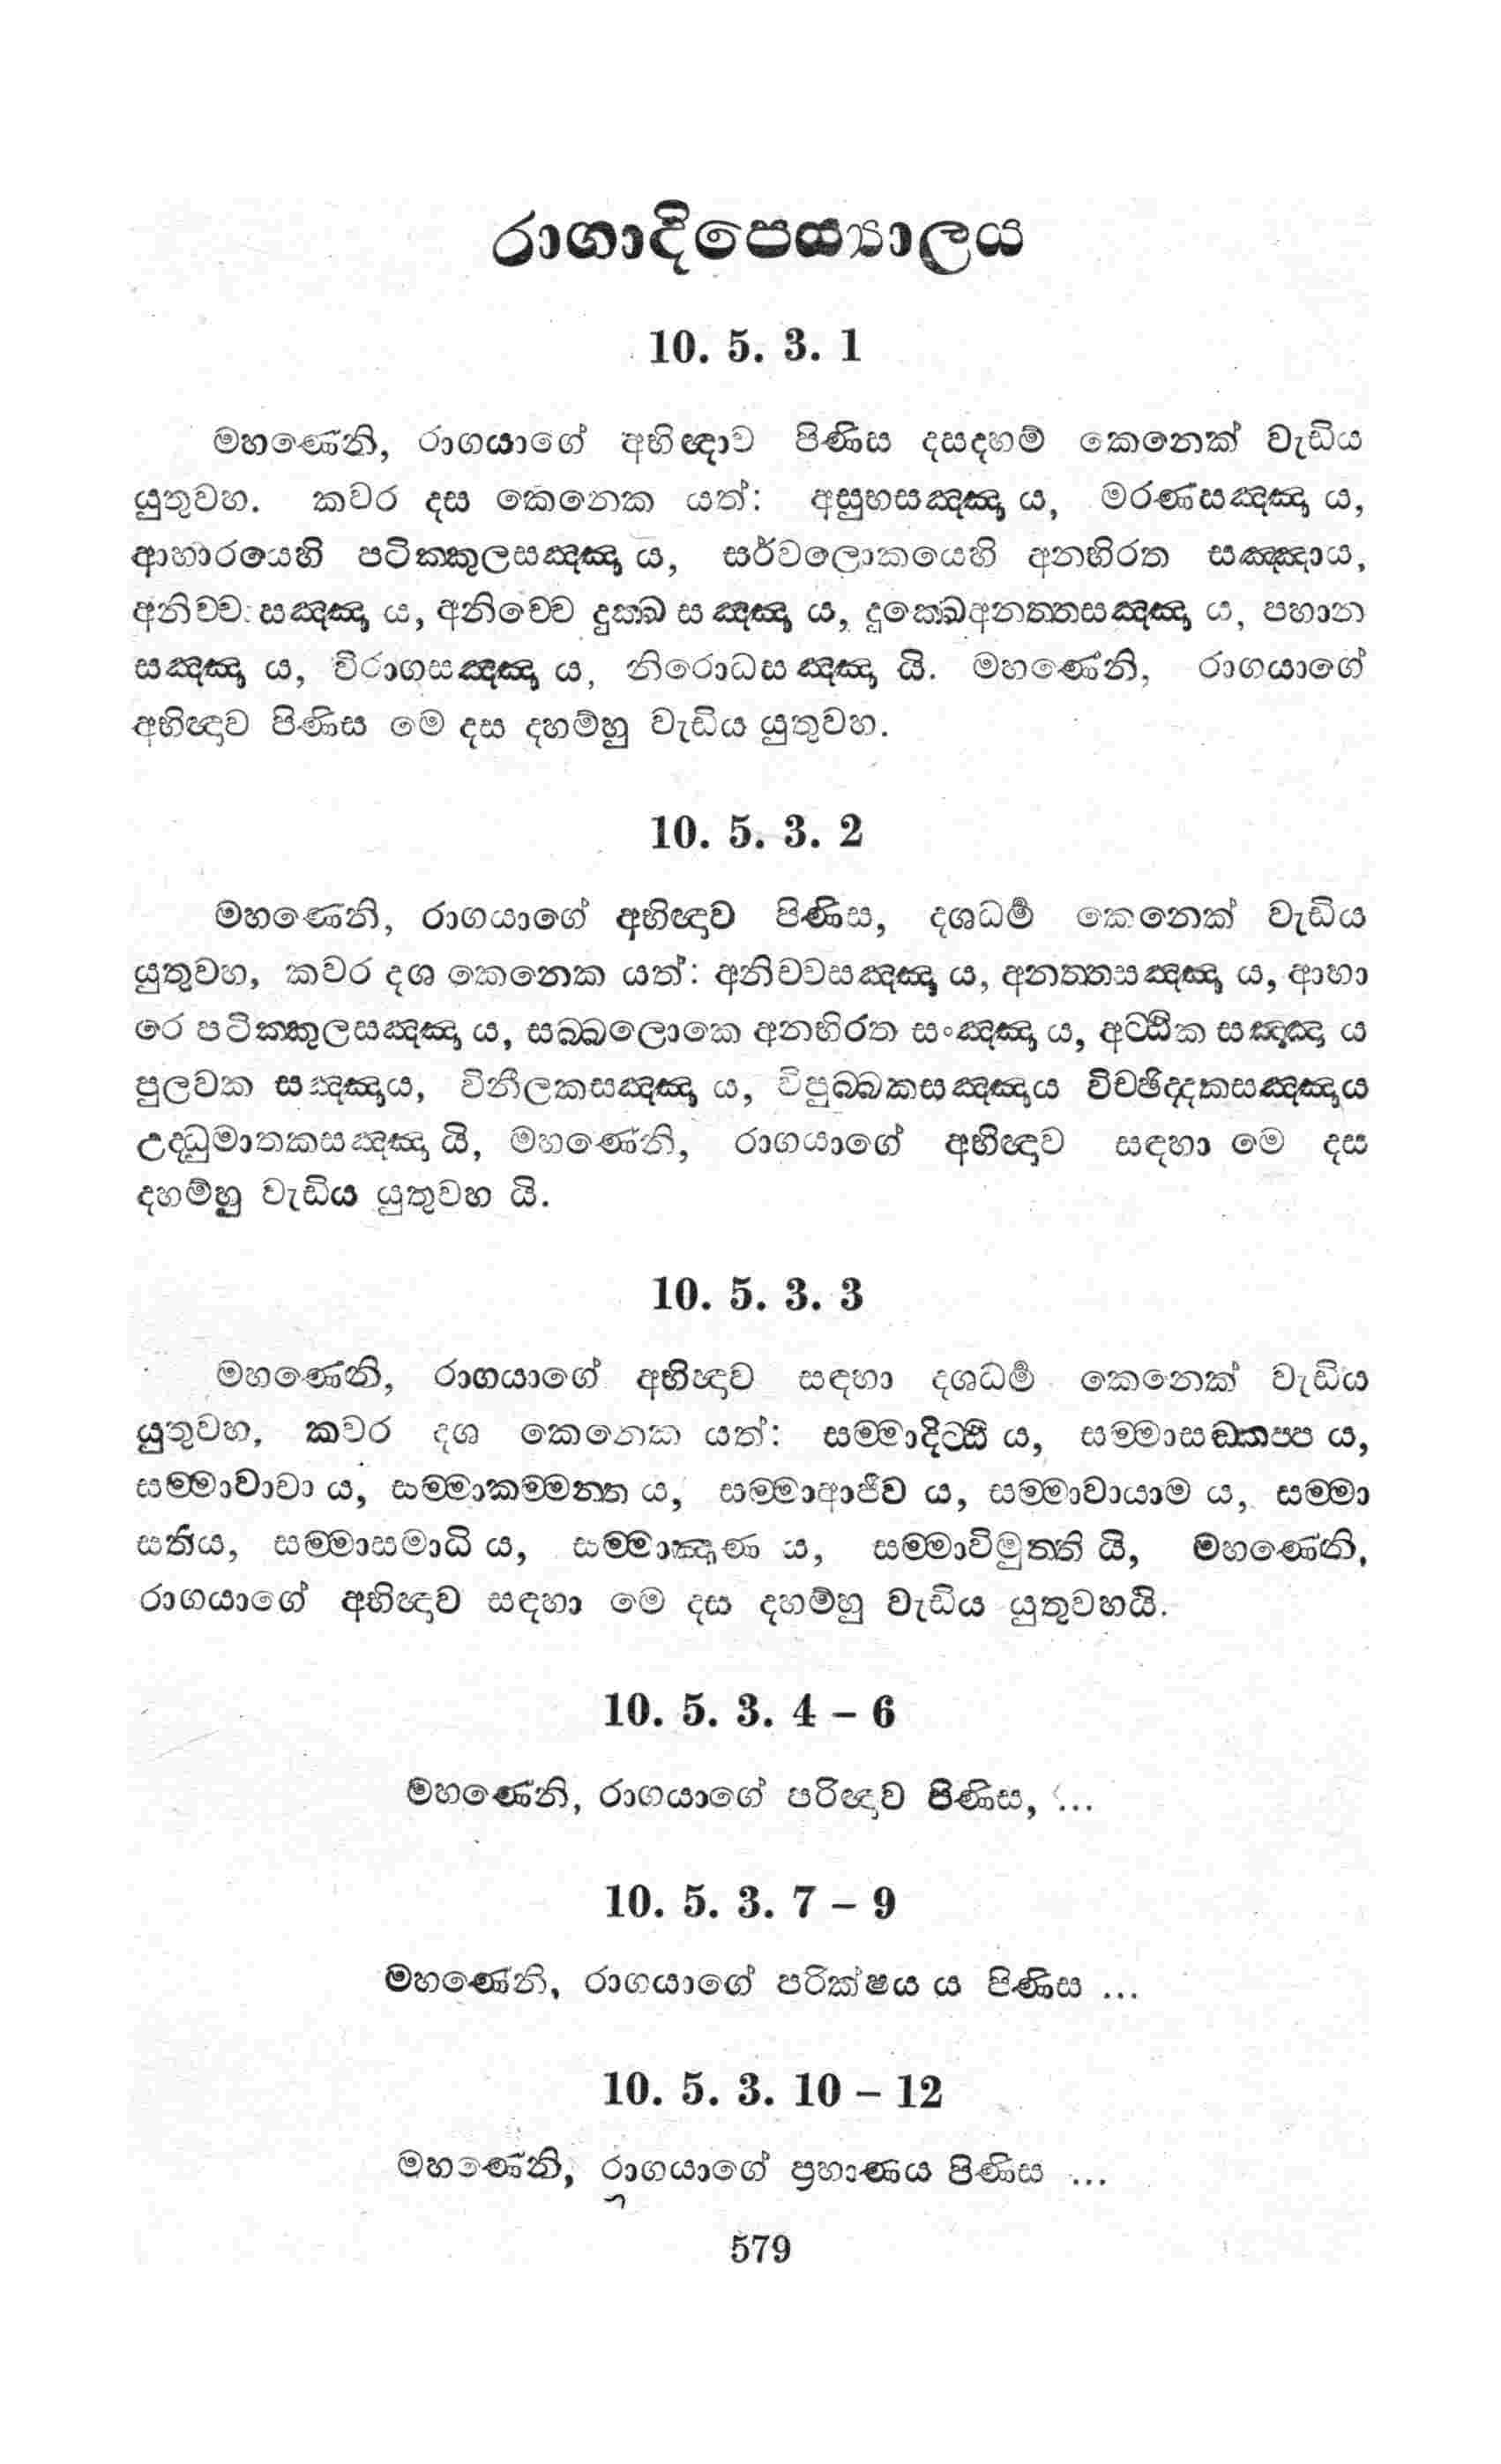 රාගාදිපෙය්‍යාලය
10. 5. 3. 1
මහණෙනි, රාගයාගේ අභිඥාව පිණිස දසදහම් කෙනෙක් වැඩිය
යුතුවහ. කවර දස කෙනෙක යත්: අසුභසඤ්ඤා ය, මරණසඤ්ඤා ය,
ආහාරයෙහි පටික්කූලසඤ්ඤා ය, සර්වලොකයෙහි අනභිරත සඤ්ඤාය,
අනිච්ච සඤ්ඤා ය, අනිච්චෙ දුක්ඛ සඤ්ඤා ය, දුක්ඛෙඅනත්තසඤ්ඤා ය, පහාන
සඤ්ඤා ය, විරාගසඤ්ඤා ය, නිරොධසඤ්ඤා යි. මහණෙනි, රාගයාගේ
අභිඥාව පිණිස මෙ දස දහම්හු වැඩිය යුතුවහ.
10. 5. 3. 2
මහණෙනි, රාගයාගේ අභිඥාව පිණිස, දශධර්‍ම කෙනෙක් වැඩිය
යුතුවහ, කවර දශ කෙනෙක යත්: අනිච්චසඤ්ඤා ය, අනත්තසඤ්ඤා ය, ආහා
රෙ පටික්කුලසඤ්ඤා ය, සබ්බලොකෙ අනභිරත සංඤ්ඤා ය, අට්ඨික සඤ්ඤා ය
පුලවක සඤ්ඤාය, විනීලකසඤ්ඤා ය, විපුබ්බකසඤ්ඤාය විච්ඡිද්දකසඤ්ඤාය
උද්ධුමාතකසඤ්ඤා යි, මහණෙනි, රාගයාගේ අභිඥාව සඳහා මෙ දස
දහම්හු වැඩිය යුතුවහ යි.
10. 5. 3. 3
මහණෙනි, රාගයාගේ අභිඥාව සඳහා දශධර්‍ම කෙනෙක් වැඩිය
යුතුවහ, කවර දශ කෙනෙක යත්: සම්මාදිට්ඨි ය, සම්මාසඞ්කප්ප ය,
සම්මාවාචා ය, සම්මාකම්මන්ත ය, සම්මාආජීව ය, සම්මාවායාම ය, සම්මා
සතිය, සම්මාසමාධි ය, සම්මාඤාණ ය, සම්මාවිමුත්ති යි, මහණෙනි,
රාගයාගේ අභිඥාව සඳහා මෙ දස දහම්හු වැඩිය යුතුවහයි.
10. 5. 3. 4 – 6
මහණෙනි, රාගයාගේ පරිඥාව පිණිස, ...
10. 5. 3. 7 – 9
මහණෙනි, රාගයාගේ පරික්ෂය ය පිණිස ...
10. 5. 3. 10 – 12
මහණෙනි, රාගයාගේ ප්‍රහාණය පිණිස ...
579